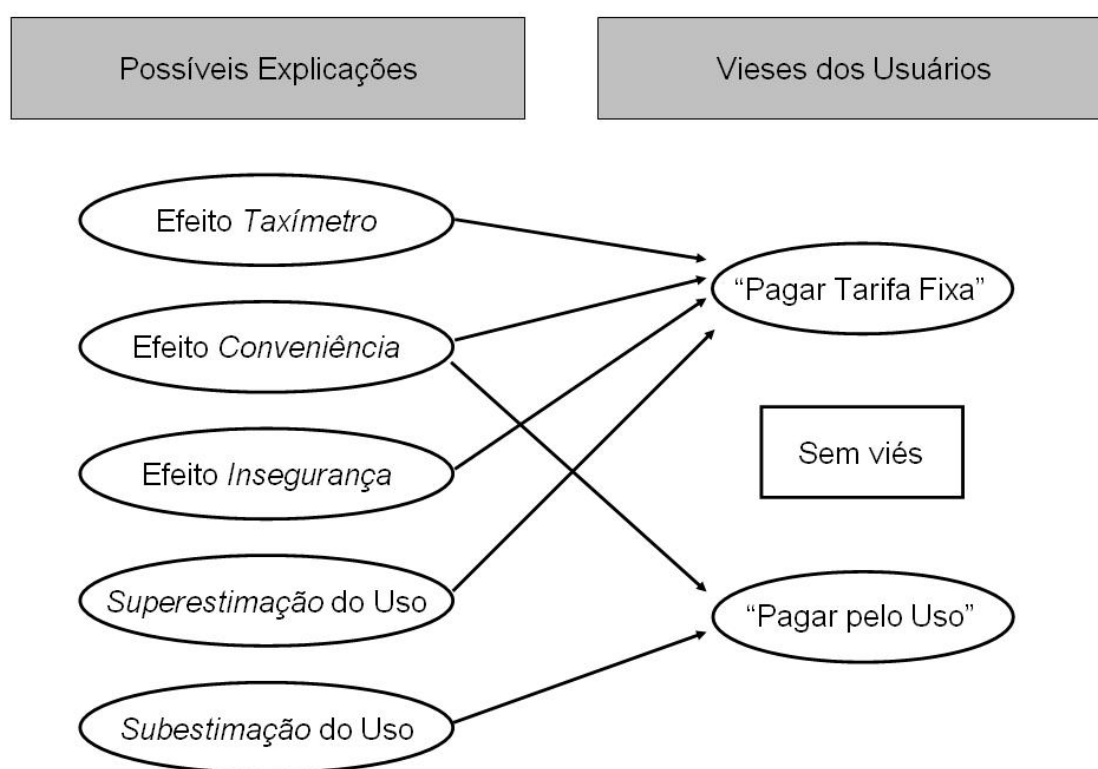 Possíveis Explicações
Vieses dos Usuários
Efeito Taxímetro
Efeito Conveniência
Efeito Insegurança
Superestimação do Uso
Subestimação do Uso
“Pagar Tarifa Fixa”
Sem viés
“Pagar pelo Uso”